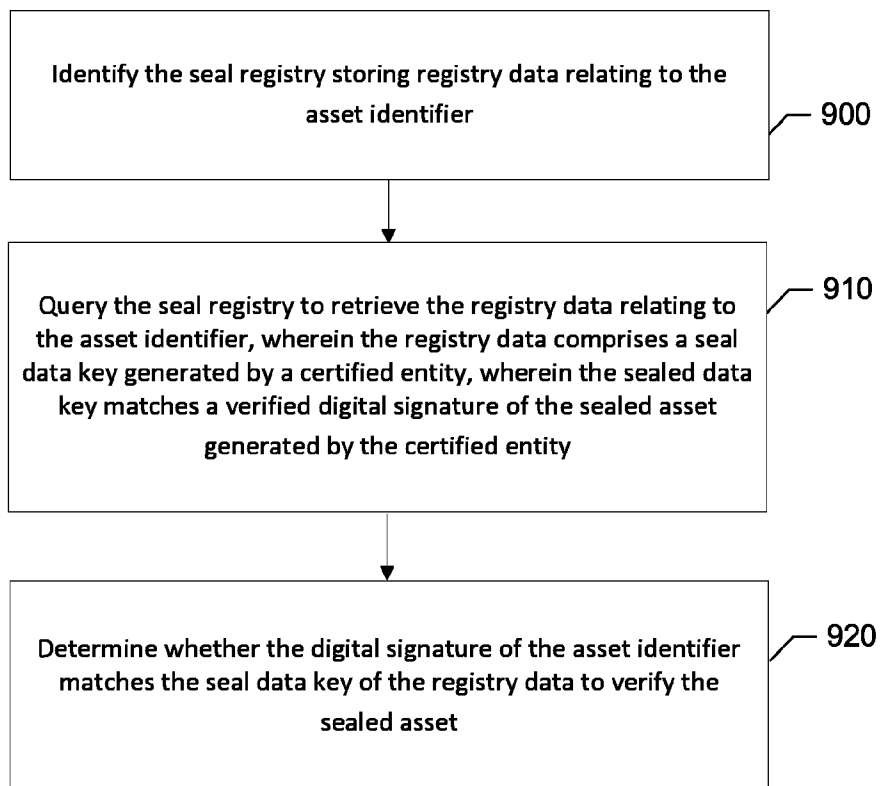 Identify the seal registry storing registry data relating to the
asset identifier
900
Query the seal registry to retrieve the registry data relating to
the asset identifier, wherein the registry data comprises a seal
data key generated by a certified entity, wherein the sealed data
key matches a verified digital signature of the sealed asset
generated by the certified entity
910
Determine whether the digital signature of the asset identifier
matches the seal data key of the registry data to verify the
sealed asset
920